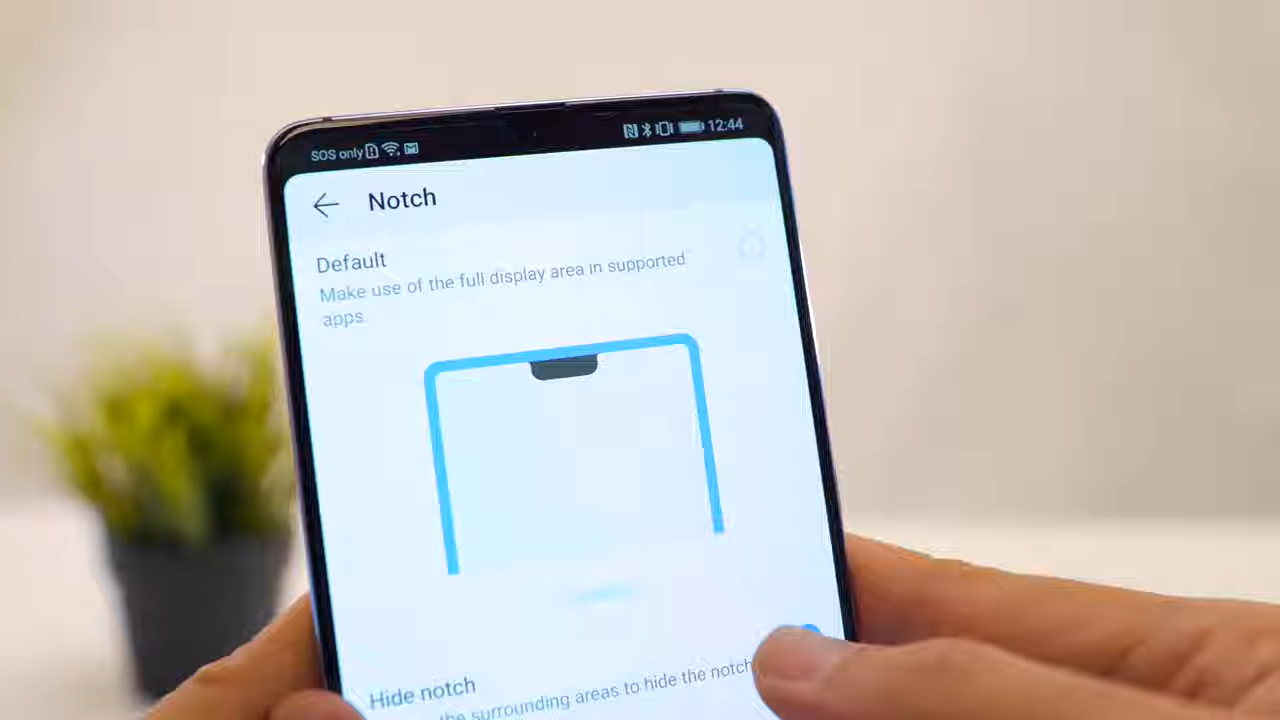 SOS only
12:44
Notch
Default
Make use of the full display area in supported
apps.
Hide notch
the surrounding areas to hide the notch